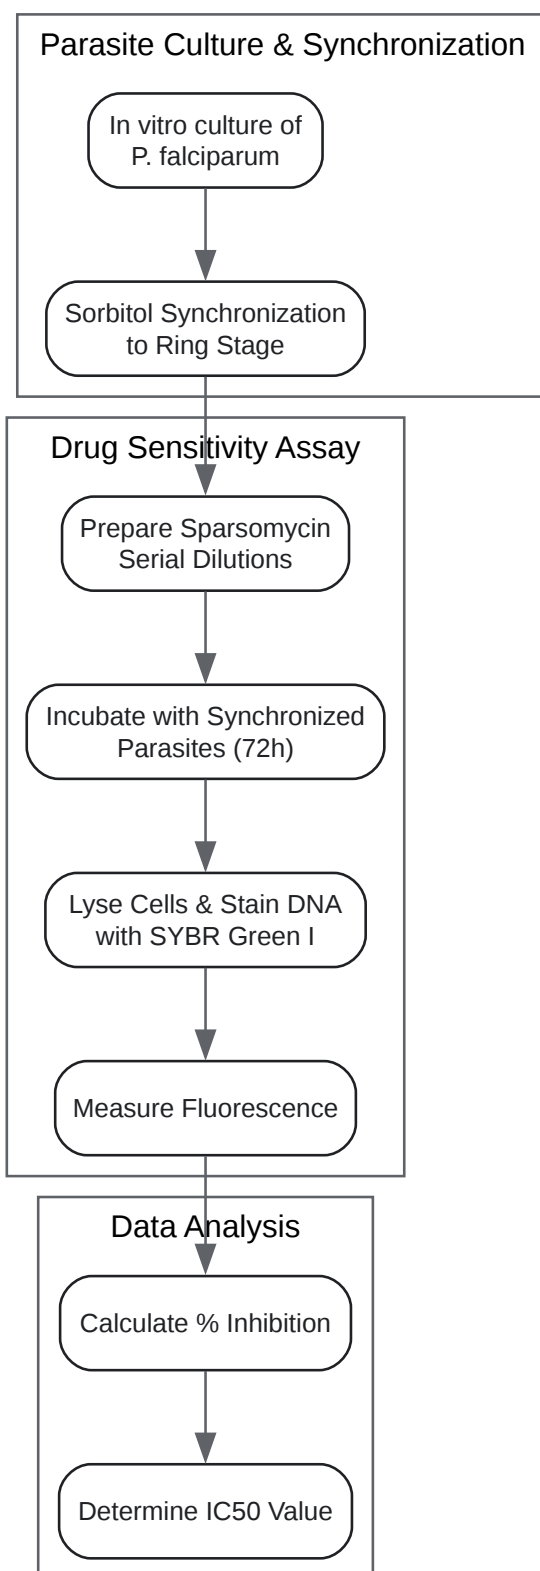 Parasite Culture & Synchronization
In vitro culture of
P. falciparum
Sorbitol Synchronization
to Ring Stage
Drug Sensitivity Assay
Prepare Sparsomycin
Serial Dilutions
Incubate with Synchronized
Parasites (72h)
Lyse Cells & Stain DNA
with SYBR Green I
Measure Fluorescence
Data Analysis
Calculate % Inhibition
Determine IC50 Value